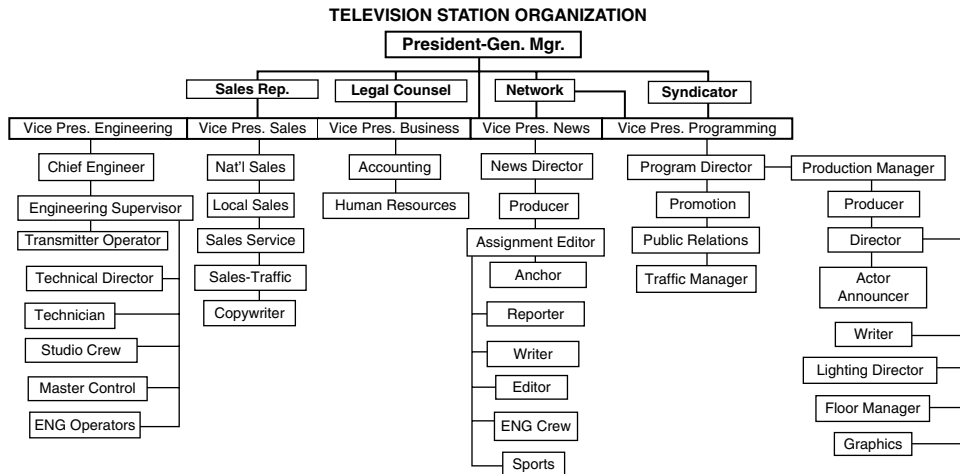 TELEVISION STATION ORGANIZATION
President-Gen. Mgr.
Sales Rep.
Legal Counsel
Network
Syndicator
Vice Pres. Engineering
Vice Pres. Sales
Vice Pres. Business
Vice Pres. News
Vice Pres. Programming
Chief Engineer
Engineering Supervisor
Transmitter Operator
Technical Director
Technician
Studio Crew
Master Control
ENG Operators
Nat'l Sales
Local Sales
Sales Service
Sales-Traffic
Copywriter
Accounting
Human Resources
News Director
Producer
Assignment Editor
Anchor
Reporter
Writer
Editor
ENG Crew
Sports
Program Director
Promotion
Public Relations
Traffic Manager
Production Manager
Producer
Director
Actor
Announcer
Writer
Lighting Director
Floor Manager
Graphics